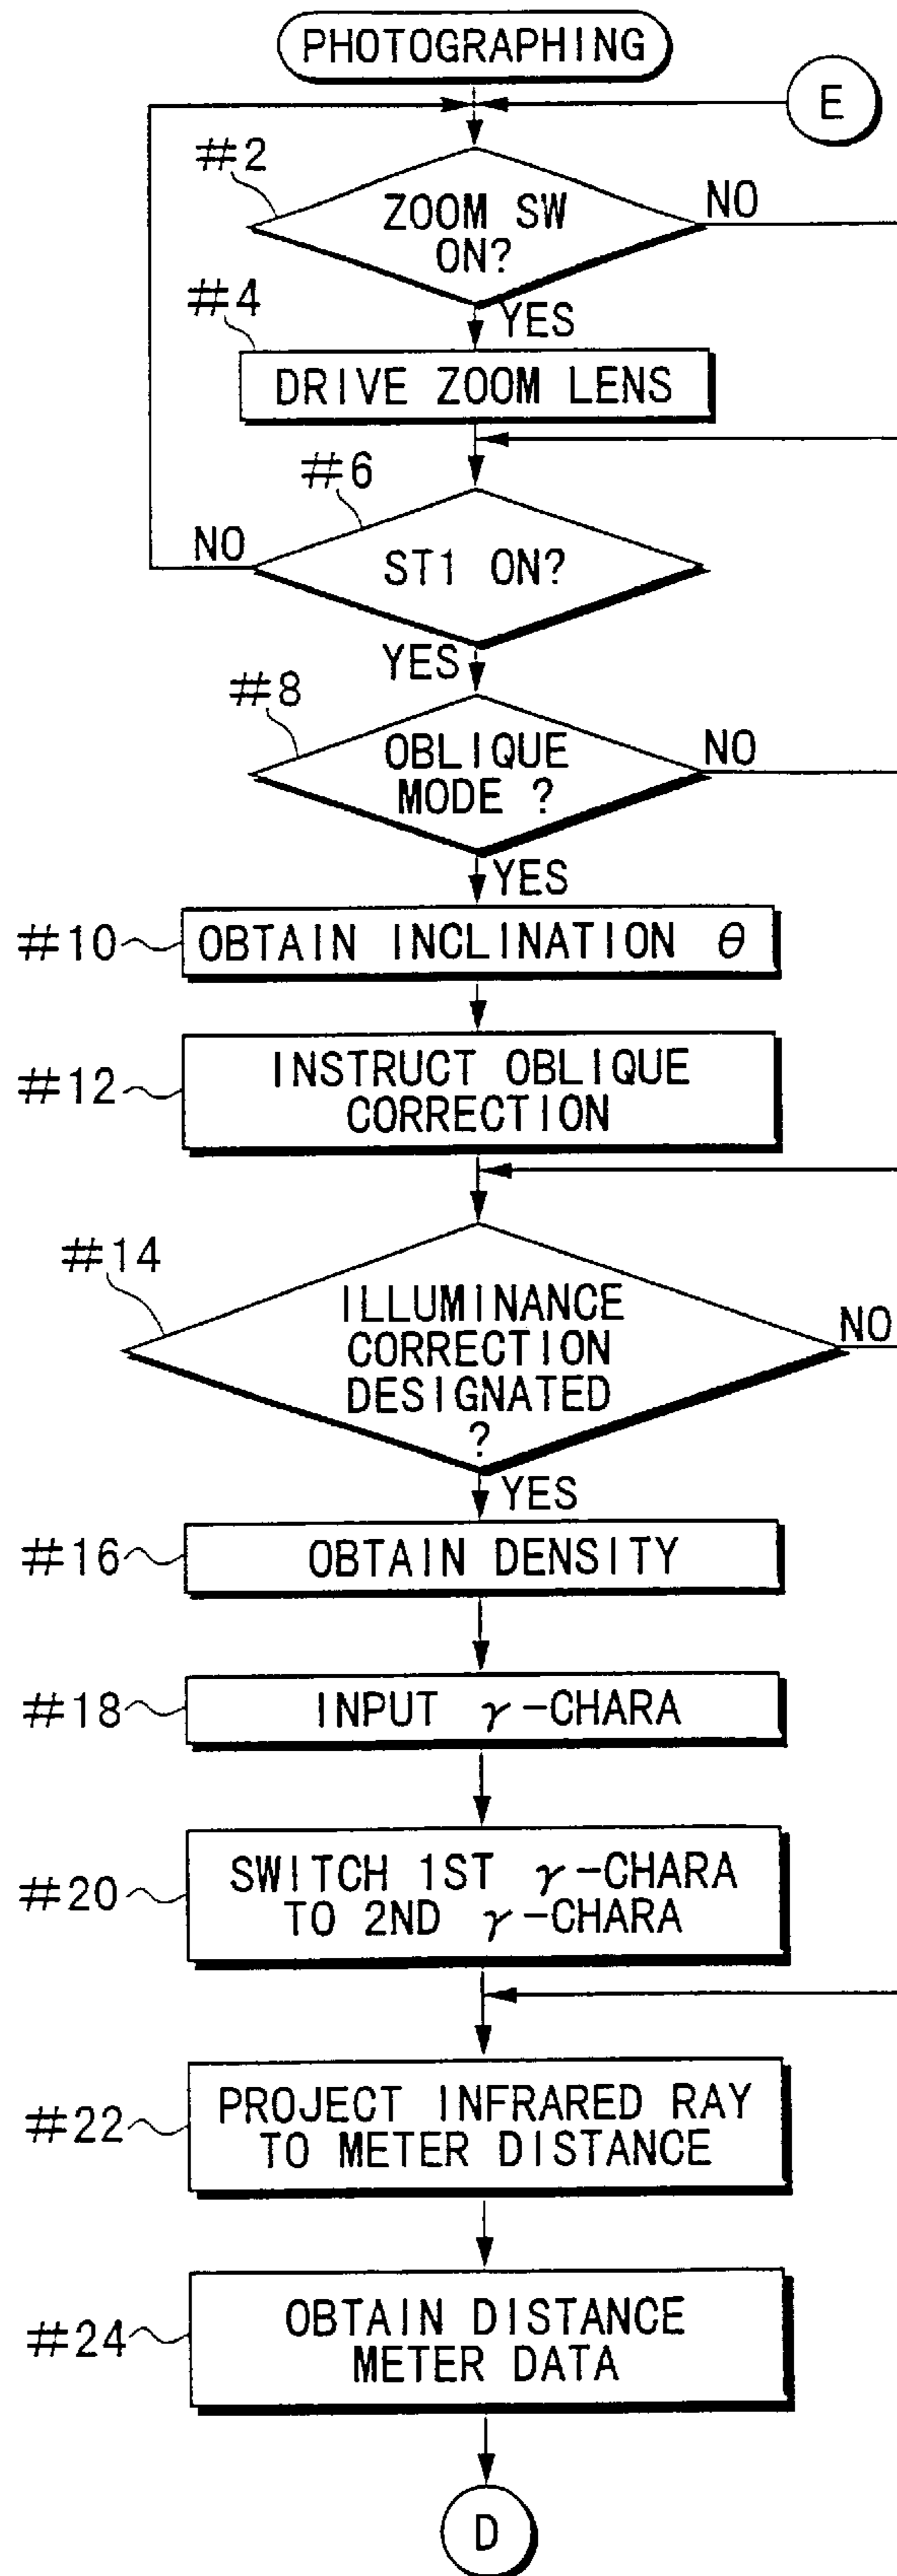 PHOTOGRAPHING
E
#2
ZOOM SW
ON?
NO
YES
#4
DRIVE ZOOM LENS
#6
NO
ST1 ON?
YES
#8
OBLIQUE
MODE ?
NO
YES
#10
OBTAIN INCLINATION θ
#12
INSTRUCT OBLIQUE
CORRECTION
#14
ILLUMINANCE
CORRECTION
DESIGNATED
?
NO
YES
#16
OBTAIN DENSITY
#18
INPUT γ-CHARA
#20
SWITCH 1ST γ-CHARA
TO 2ND γ-CHARA
#22
PROJECT INFRARED RAY
TO METER DISTANCE
#24
OBTAIN DISTANCE
METER DATA
D